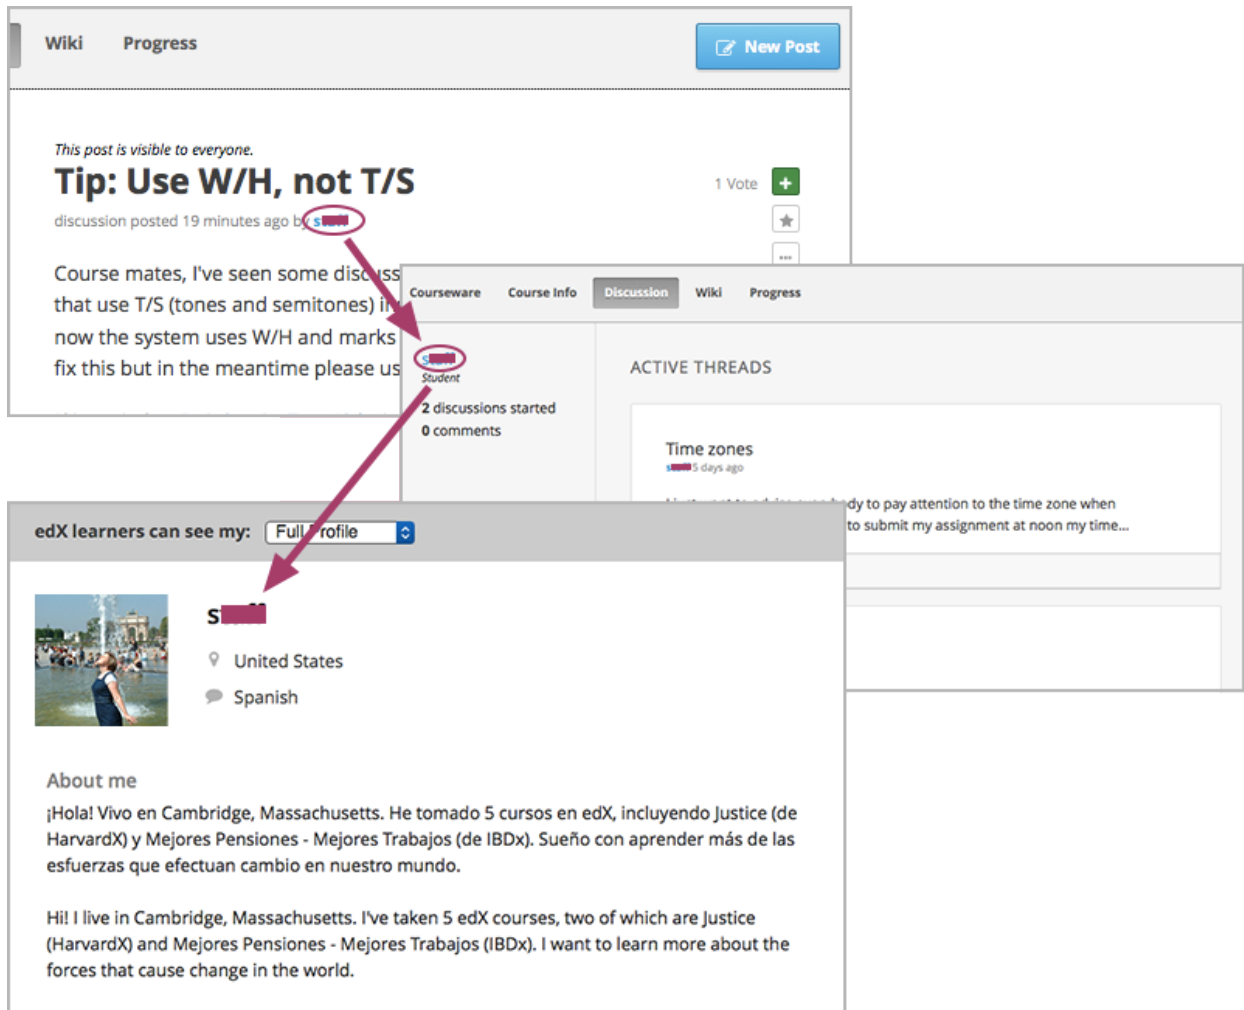 Wiki Progress New Post
This post is visible to everyone.
Tip: Use W/H, not T/S
1 Vote
discussion posted 19 minutes ago by
Course mates, I've seen some discuss
that use T/S (tones and semitones) in
now the system uses W/H and marks
fix this but in the meantime please us
Courseware Course Info Discussion Wiki Progress
Student
2 discussions started
0 comments
ACTIVE THREADS
Time zones
5 days ago
dy to pay attention to the time zone when
to submit my assignment at noon my time...
edX learners can see my: Full Profile
United States
Spanish
About me
¡Hola! Vivo en Cambridge, Massachusetts. He tomado 5 cursos en edX, incluyendo Justice (de
HarvardX) y Mejores Pensiones - Mejores Trabajos (de IBDx). Sueño con aprender más de las
esfuerzas que efectuan cambio en nuestro mundo.
Hi! I live in Cambridge, Massachusetts. I've taken 5 edX courses, two of which are Justice
(HarvardX) and Mejores Pensiones - Mejores Trabajos (IBDx). I want to learn more about the
forces that cause change in the world.